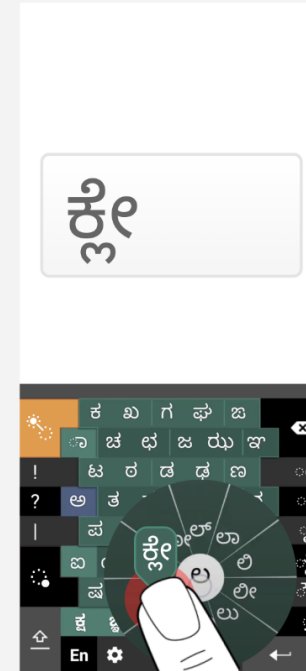 ಕ್ಲೇ
ಕ ಖ ಗ ಘ ಙ
ಾ ಚ ಛ ಜ ಝ ಞ
! ಟ ಠ ಡ ಢ ಣ
? ಅ ತ
| ಪ ಲ್ ಲಾ
ಐ ಕ್ಲೇ ಲ ಲಿ
ಷ ಲೀ
ಕ್ಷ ಲು
En